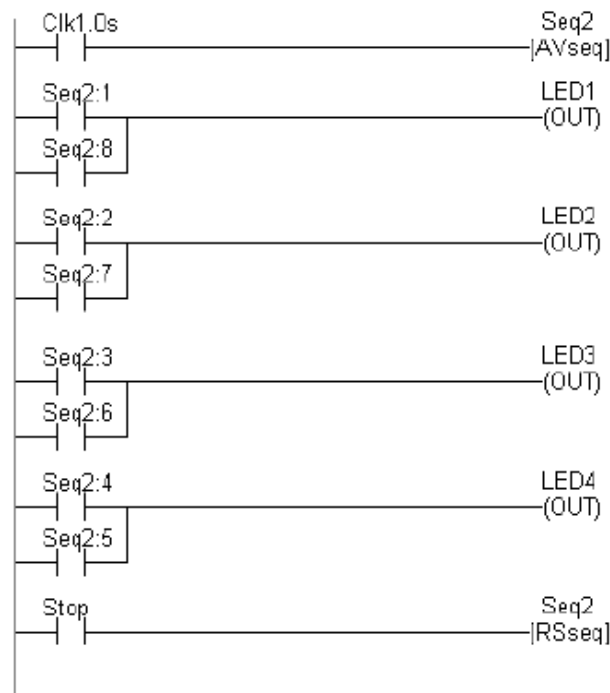 Clk1.0s Seq2
[AVseq]
Seq2:1 LED1
(OUT)
Seq2:8
Seq2:2 LED2
(OUT)
Seq2:7
Seq2:3 LED3
(OUT)
Seq2:6
Seq2:4 LED4
(OUT)
Seq2:5
Stop Seq2
[RSseq]